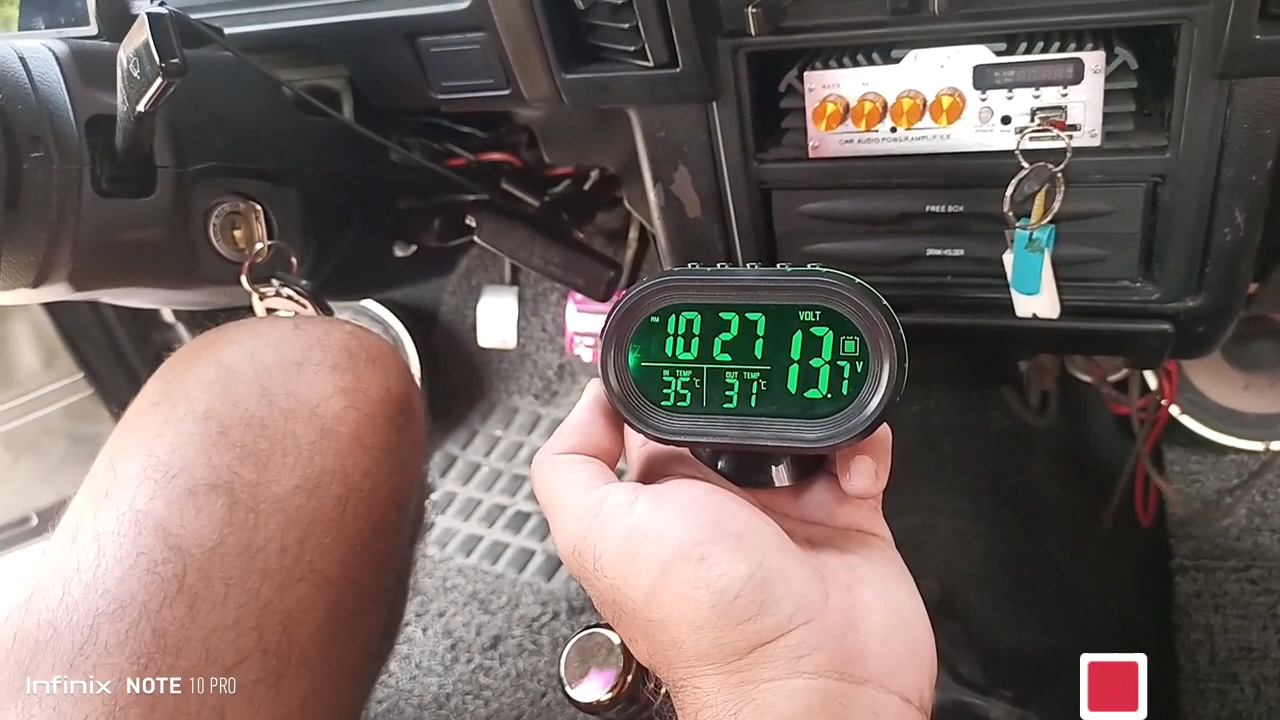 BASS
CAR AUDIO POWER AMPLIFIER
FREE BOX
DRINK HOLDER
VOLT
10 27
13.7 V
IN TEMP
OUT TEMP
35 °C
31 °C
Infinix NOTE 10 PRO